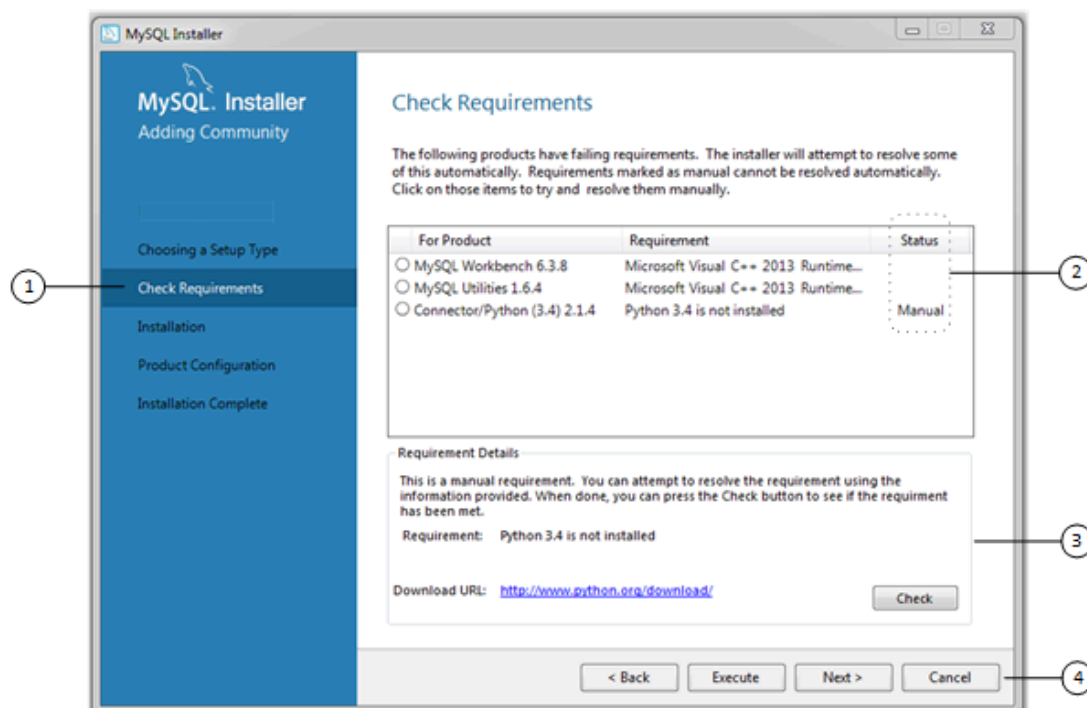 MySQL Installer
MySQL. Installer
Adding Community
Choosing a Setup Type
Check Requirements
Installation
Product Configuration
Installation Complete
Check Requirements
The following products have failing requirements. The installer will attempt to resolve some
of this automatically. Requirements marked as manual cannot be resolved automatically.
Click on those items to try and resolve them manually.
For Product Requirement Status
MySQL Workbench 6.3.8 Microsoft Visual C++ 2013 Runtime...
MySQL Utilities 1.6.4 Microsoft Visual C++ 2013 Runtime...
Connector/Python (3.4) 2.1.4 Python 3.4 is not installed Manual
Requirement Details
This is a manual requirement. You can attempt to resolve the requirement using the
information provided. When done, you can press the Check button to see if the requirment
has been met.
Requirement: Python 3.4 is not installed
Download URL: http://www.python.org/download/
Check
< Back Execute Next > Cancel
1
2
3
4